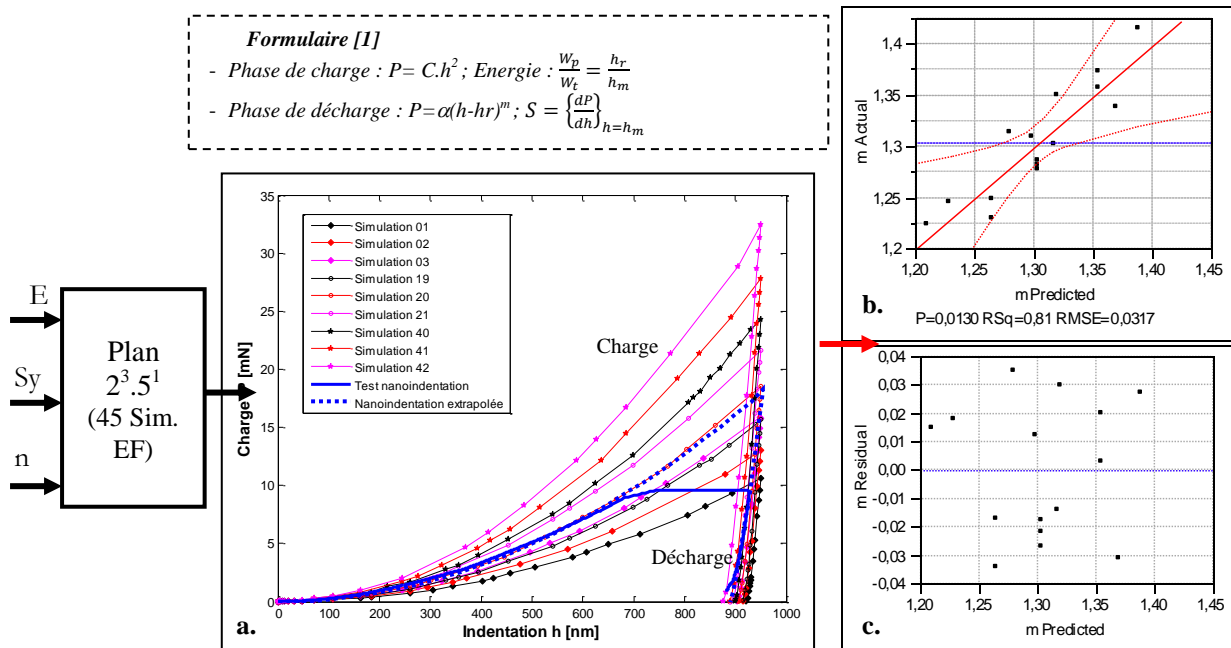 Formulaire [1]
- Phase de charge : P= C.h² ; Energie : W_p/W_t = h_r/h_m
- Phase de décharge : P=α(h-hr)^m ; S = {dP/dh}_h=h_m
E
Sy
n
Plan
2³.5¹
(45 Sim.
EF)
35
30
25
20
15
10
5
0
Charge P [mN]
Simulation 01
Simulation 02
Simulation 03
Simulation 19
Simulation 20
Simulation 21
Simulation 40
Simulation 41
Simulation 42
Test nanoindentation
Nanoindentation extrapolée
Charge
Décharge
0 100 200 300 400 500 600 700 800 900 1000
Indentation h [nm]
a.
1,4
1,35
1,3
1,25
1,2
m Actual
1,20 1,25 1,30 1,35 1,40 1,45
m Predicted
b.
P=0,0130 RSq=0,81 RMSE=0,0317
0,04
0,03
0,02
0,01
0,00
-0,01
-0,02
-0,03
-0,04
m Residual
1,20 1,25 1,30 1,35 1,40 1,45
m Predicted
c.